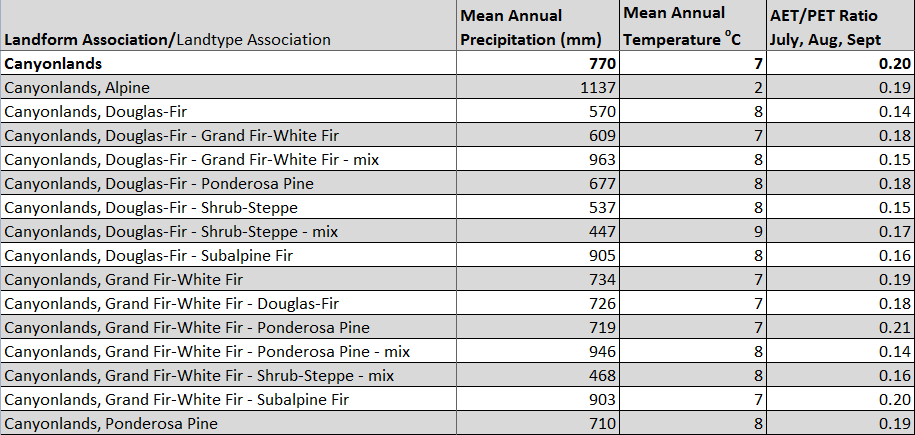 Landform Association/Landtype Association Mean Annual Precipitation (mm) Mean Annual Temperature °C AET/PET Ratio July, Aug, Sept
Canyonlands 770 7 0.20
Canyonlands, Alpine 1137 2 0.19
Canyonlands, Douglas-Fir 570 8 0.14
Canyonlands, Douglas-Fir - Grand Fir-White Fir 609 7 0.18
Canyonlands, Douglas-Fir - Grand Fir-White Fir - mix 963 8 0.15
Canyonlands, Douglas-Fir - Ponderosa Pine 677 8 0.18
Canyonlands, Douglas-Fir - Shrub-Steppe 537 8 0.15
Canyonlands, Douglas-Fir - Shrub-Steppe - mix 447 9 0.17
Canyonlands, Douglas-Fir - Subalpine Fir 905 8 0.16
Canyonlands, Grand Fir-White Fir 734 7 0.19
Canyonlands, Grand Fir-White Fir - Douglas-Fir 726 7 0.18
Canyonlands, Grand Fir-White Fir - Ponderosa Pine 719 7 0.21
Canyonlands, Grand Fir-White Fir - Ponderosa Pine - mix 946 8 0.14
Canyonlands, Grand Fir-White Fir - Shrub-Steppe - mix 468 8 0.16
Canyonlands, Grand Fir-White Fir - Subalpine Fir 903 7 0.20
Canyonlands, Ponderosa Pine 710 8 0.19